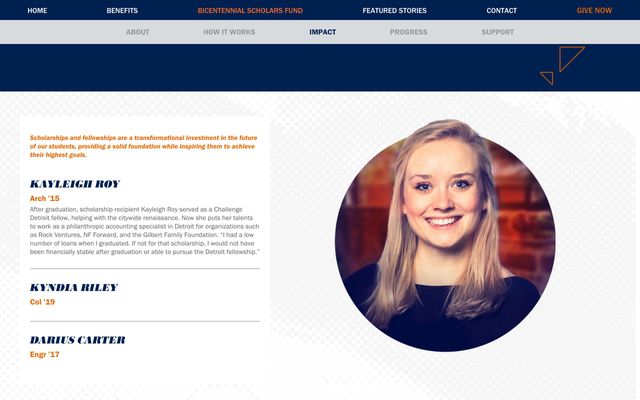 HOME BENEFITS BICENTENNIAL SCHOLARS FUND FEATURED STORIES CONTACT GIVE NOW
ABOUT HOW IT WORKS IMPACT PROGRESS SUPPORT
Scholarships and fellowships are a transformational investment in the future
of our students, providing a solid foundation while inspiring them to achieve
their highest goals.
KAYLEIGH ROY
Arch '15
After graduation, scholarship recipient Kayleigh Roy served as a Challenge
Detroit fellow, helping with the citywide renaissance. Now she puts her talents
to work as a philanthropic accounting specialist in Detroit for organizations such
as Rock Ventures, NF Forward, and the Gilbert Family Foundation. "I had a low
number of loans when I graduated. If not for that scholarship, I would not have
been financially stable after graduation or able to pursue the Detroit fellowship."
KYNDIA RILEY
Col '19
DARIUS CARTER
Engr '17